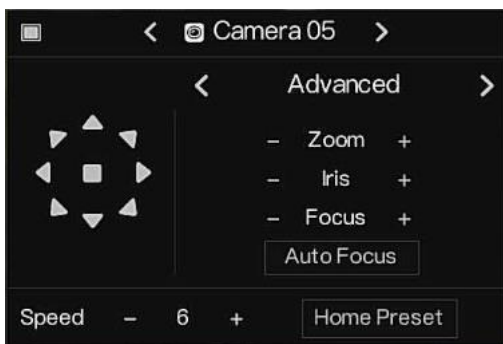 Camera 05
Advanced
- Zoom +
- Iris +
- Focus +
Auto Focus
Speed - 6 + Home Preset